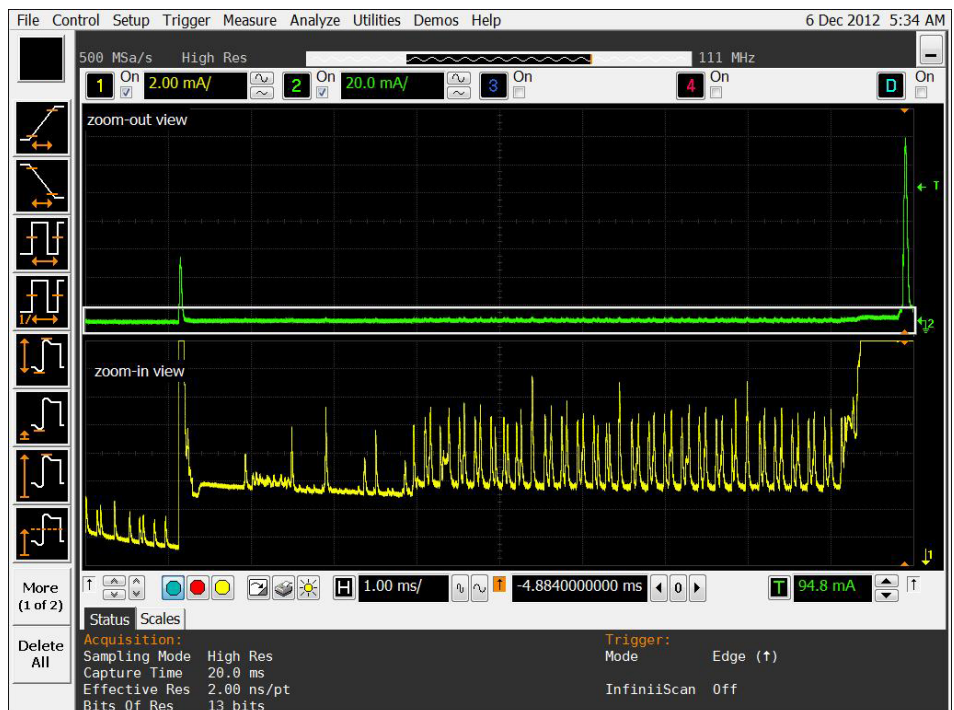 File Control Setup Trigger Measure Analyze Utilities Demos Help 6 Dec 2012 5:34 AM
500 MSa/s High Res 111 MHz
1 On 2.00 mA/ 2 On 20.0 mA/ 3 On 4 On D On
zoom-out view
T
2
zoom-in view
1/
1
More
(1 of 2)
Delete
All
H 1.00 ms/ -4.8840000000 ms 0 T 94.8 mA
Status Scales
Acquisition: Trigger:
Sampling Mode High Res Mode Edge (↑)
Capture Time 20.0 ms
Effective Res 2.00 ns/pt InfiniiScan Off
Bits Of Res 13 bits